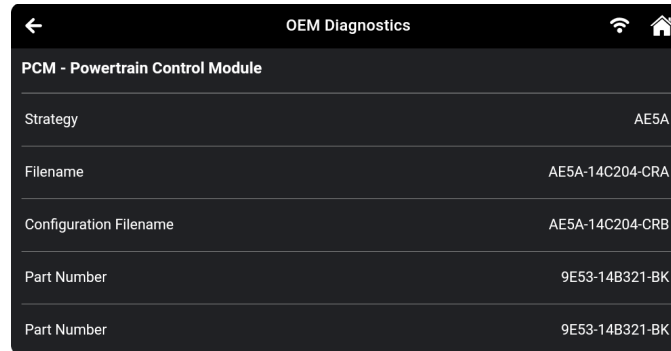 OEM Diagnostics
PCM - Powertrain Control Module
Strategy AE5A
Filename AE5A-14C204-CRA
Configuration Filename AE5A-14C204-CRB
Part Number 9E53-14B321-BK
Part Number 9E53-14B321-BK